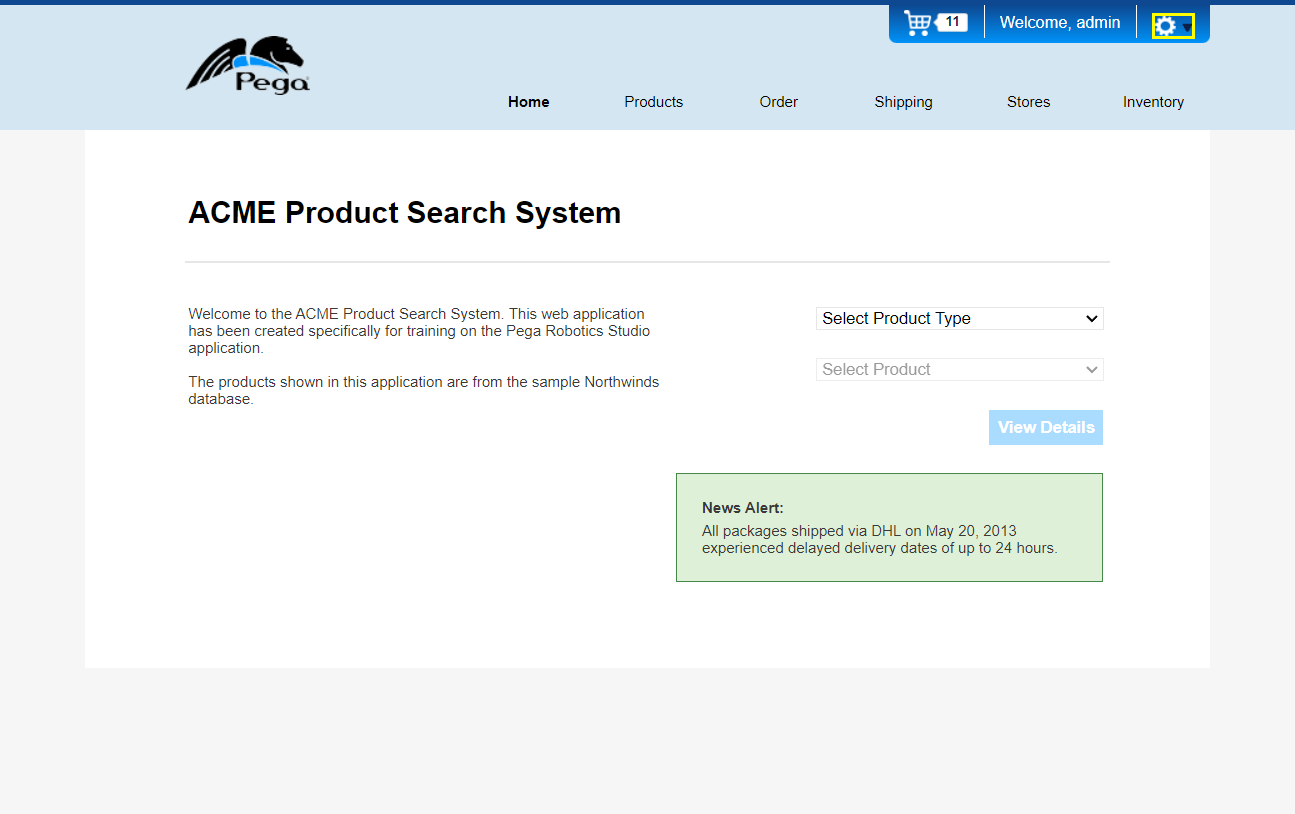 11
Welcome, admin
Pega
Home
Products
Order
Shipping
Stores
Inventory
ACME Product Search System
Welcome to the ACME Product Search System. This web application
has been created specifically for training on the Pega Robotics Studio
application.
The products shown in this application are from the sample Northwinds
database.
Select Product Type
Select Product
View Details
News Alert:
All packages shipped via DHL on May 20, 2013
experienced delayed delivery dates of up to 24 hours.